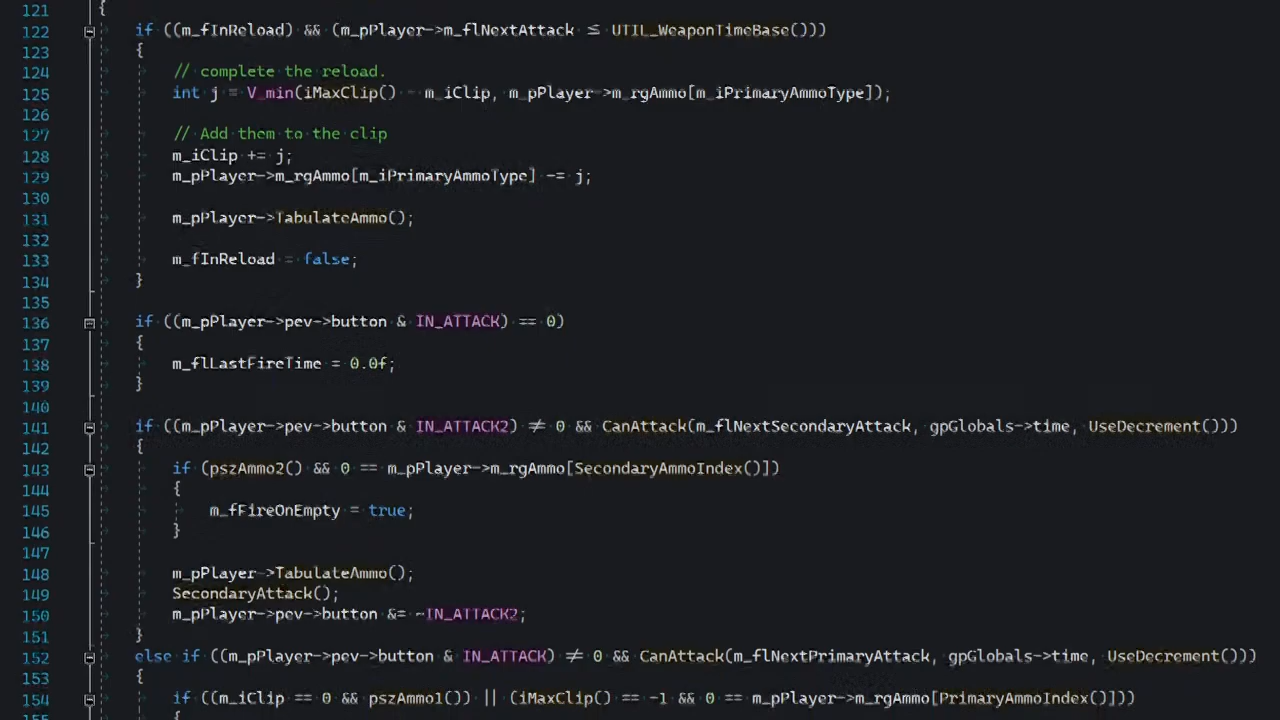 121 {
122 if ((m_fInReload) && (m_pPlayer->m_flNextAttack ≤ UTIL_WeaponTimeBase()))
123 {
124 // complete the reload.
125 int j = V_min(iMaxClip() - m_iClip, m_pPlayer->m_rgAmmo[m_iPrimaryAmmoType]);
126
127 // Add them to the clip
128 m_iClip += j;
129 m_pPlayer->m_rgAmmo[m_iPrimaryAmmoType] -= j;
130
131 m_pPlayer->TabulateAmmo();
132
133 m_fInReload = false;
134 }
135
136 if ((m_pPlayer->pev->button & IN_ATTACK) == 0)
137 {
138 m_flLastFireTime = 0.0f;
139 }
140
141 if ((m_pPlayer->pev->button & IN_ATTACK2) ≠ 0 && CanAttack(m_flNextSecondaryAttack, gpGlobals->time, UseDecrement()))
142 {
143 if (pszAmmo2() && 0 == m_pPlayer->m_rgAmmo[SecondaryAmmoIndex()])
144 {
145 m_fFireOnEmpty = true;
146 }
147
148 m_pPlayer->TabulateAmmo();
149 SecondaryAttack();
150 m_pPlayer->pev->button &= ~IN_ATTACK2;
151 }
152 else if ((m_pPlayer->pev->button & IN_ATTACK) ≠ 0 && CanAttack(m_flNextPrimaryAttack, gpGlobals->time, UseDecrement()))
153 {
154 if ((m_iClip == 0 && pszAmmo1()) || (iMaxClip() == -1 && 0 == m_pPlayer->m_rgAmmo[PrimaryAmmoIndex()]))
155 {